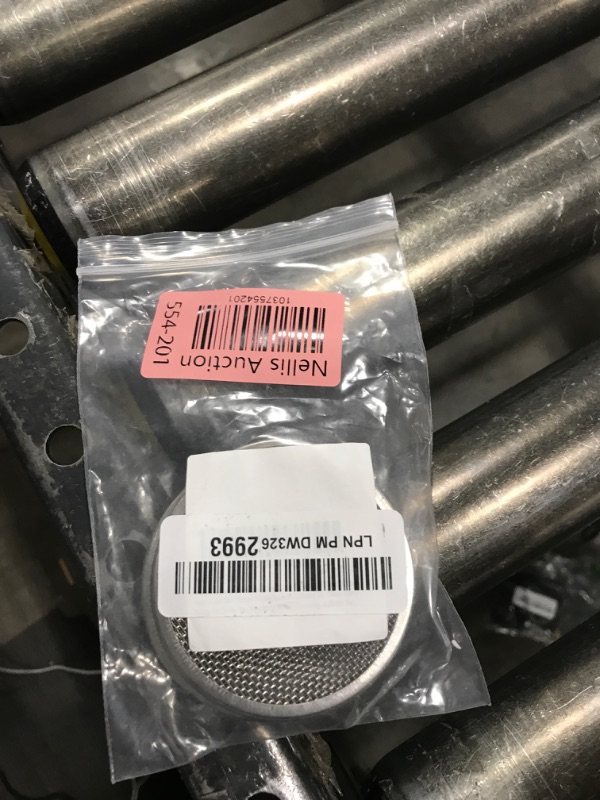 Nellis Auction
1037554201
554-201
LPN PM DW326 2993